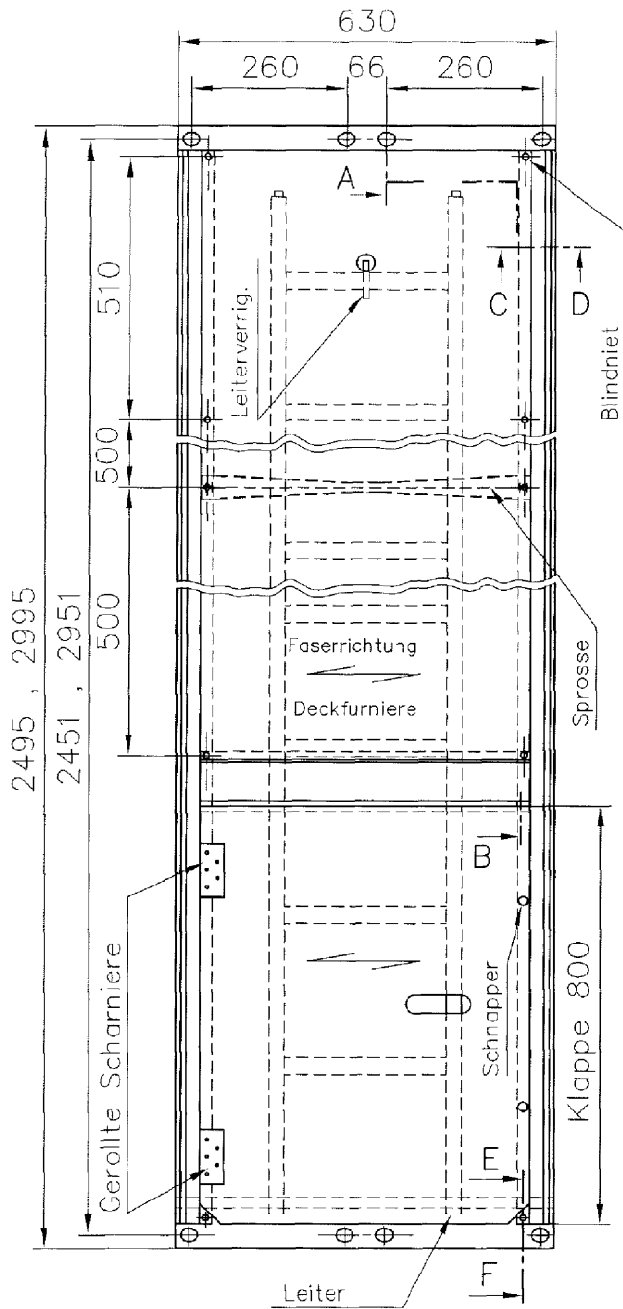 630
260 66 260
A
C D
510
Leiterverrig.
Blindniet
500
500
2495 , 2995
2451 , 2951
Faserrichtung
Deckfurniere
Sprosse
B
Gerollte Scharniere
Schnapper
Klappe 800
E
F
Leiter